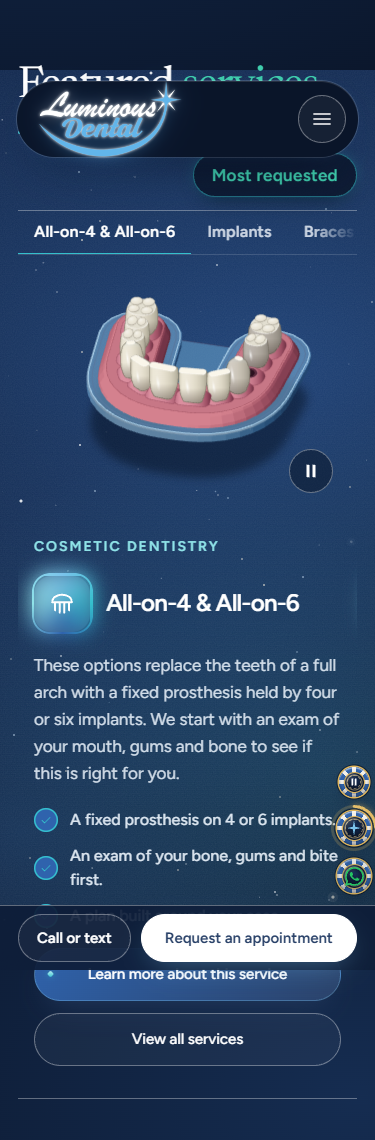 Featured services
Luminous
Dental
Most requested
All-on-4 & All-on-6
Implants
Braces
COSMETIC DENTISTRY
All-on-4 & All-on-6
These options replace the teeth of a full
arch with a fixed prosthesis held by four
or six implants. We start with an exam of
your mouth, gums and bone to see if
this is right for you.
A fixed prosthesis on 4 or 6 implants.
An exam of your bone, gums and bite
first.
A plan built
Call or text
Request an appointment
Learn more about this service
View all services